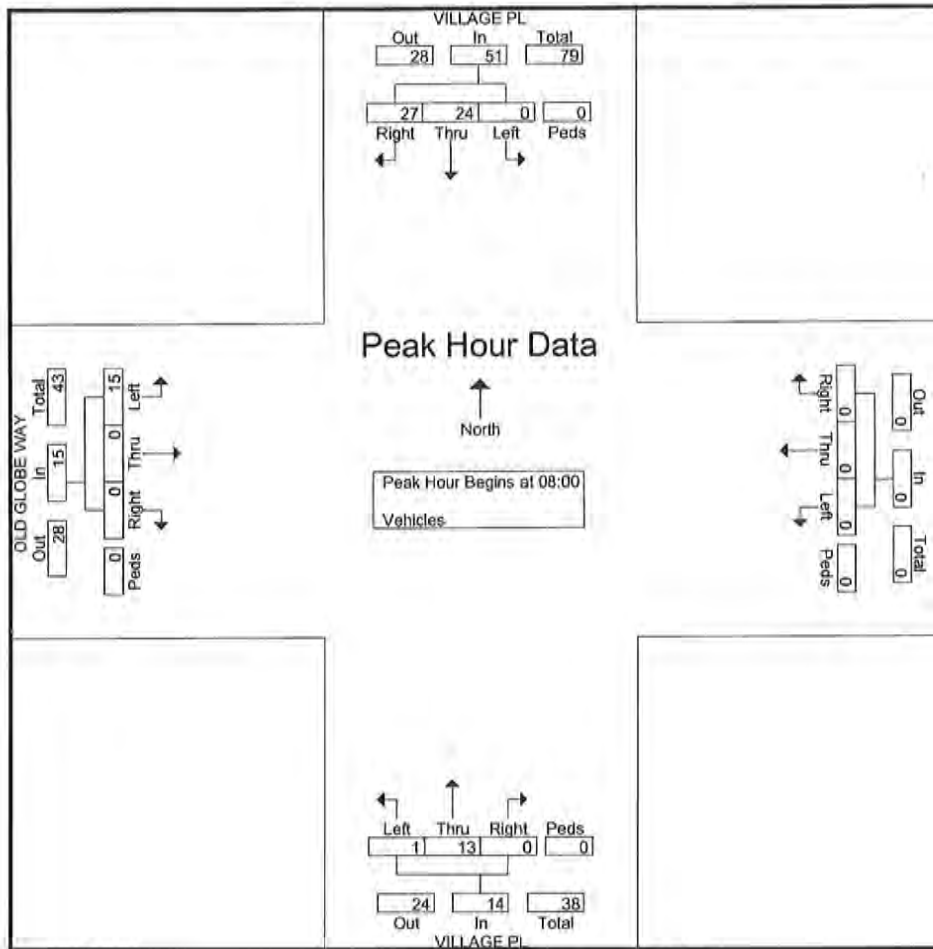 VILLAGE PL
Out In Total
28 51 79
27 24 0 0
Right Thru Left Peds
Peak Hour Data
North
Peak Hour Begins at 08:00
Vehicles
OLD GLOBE WAY
Total In Out
43 15 28
15 0 0 0
Left Thru Right Peds
Out In Total
0 0 0
0 0 0 0
Right Thru Left Peds
Left Thru Right Peds
1 13 0 0
24 14 38
Out In Total
VILLAGE PL